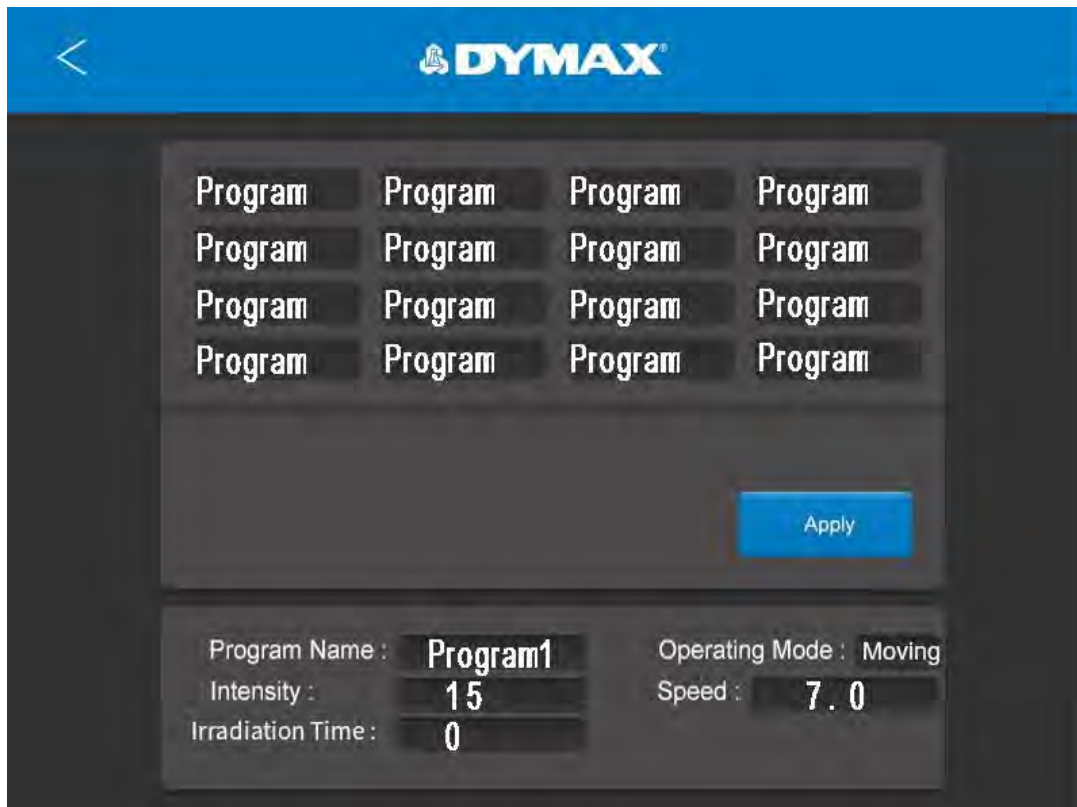 DYMAX®
Program Program Program Program
Program Program Program Program
Program Program Program Program
Program Program Program Program
Apply
Program Name : Program1 Operating Mode : Moving
Intensity : 15 Speed : 7.0
Irradiation Time : 0